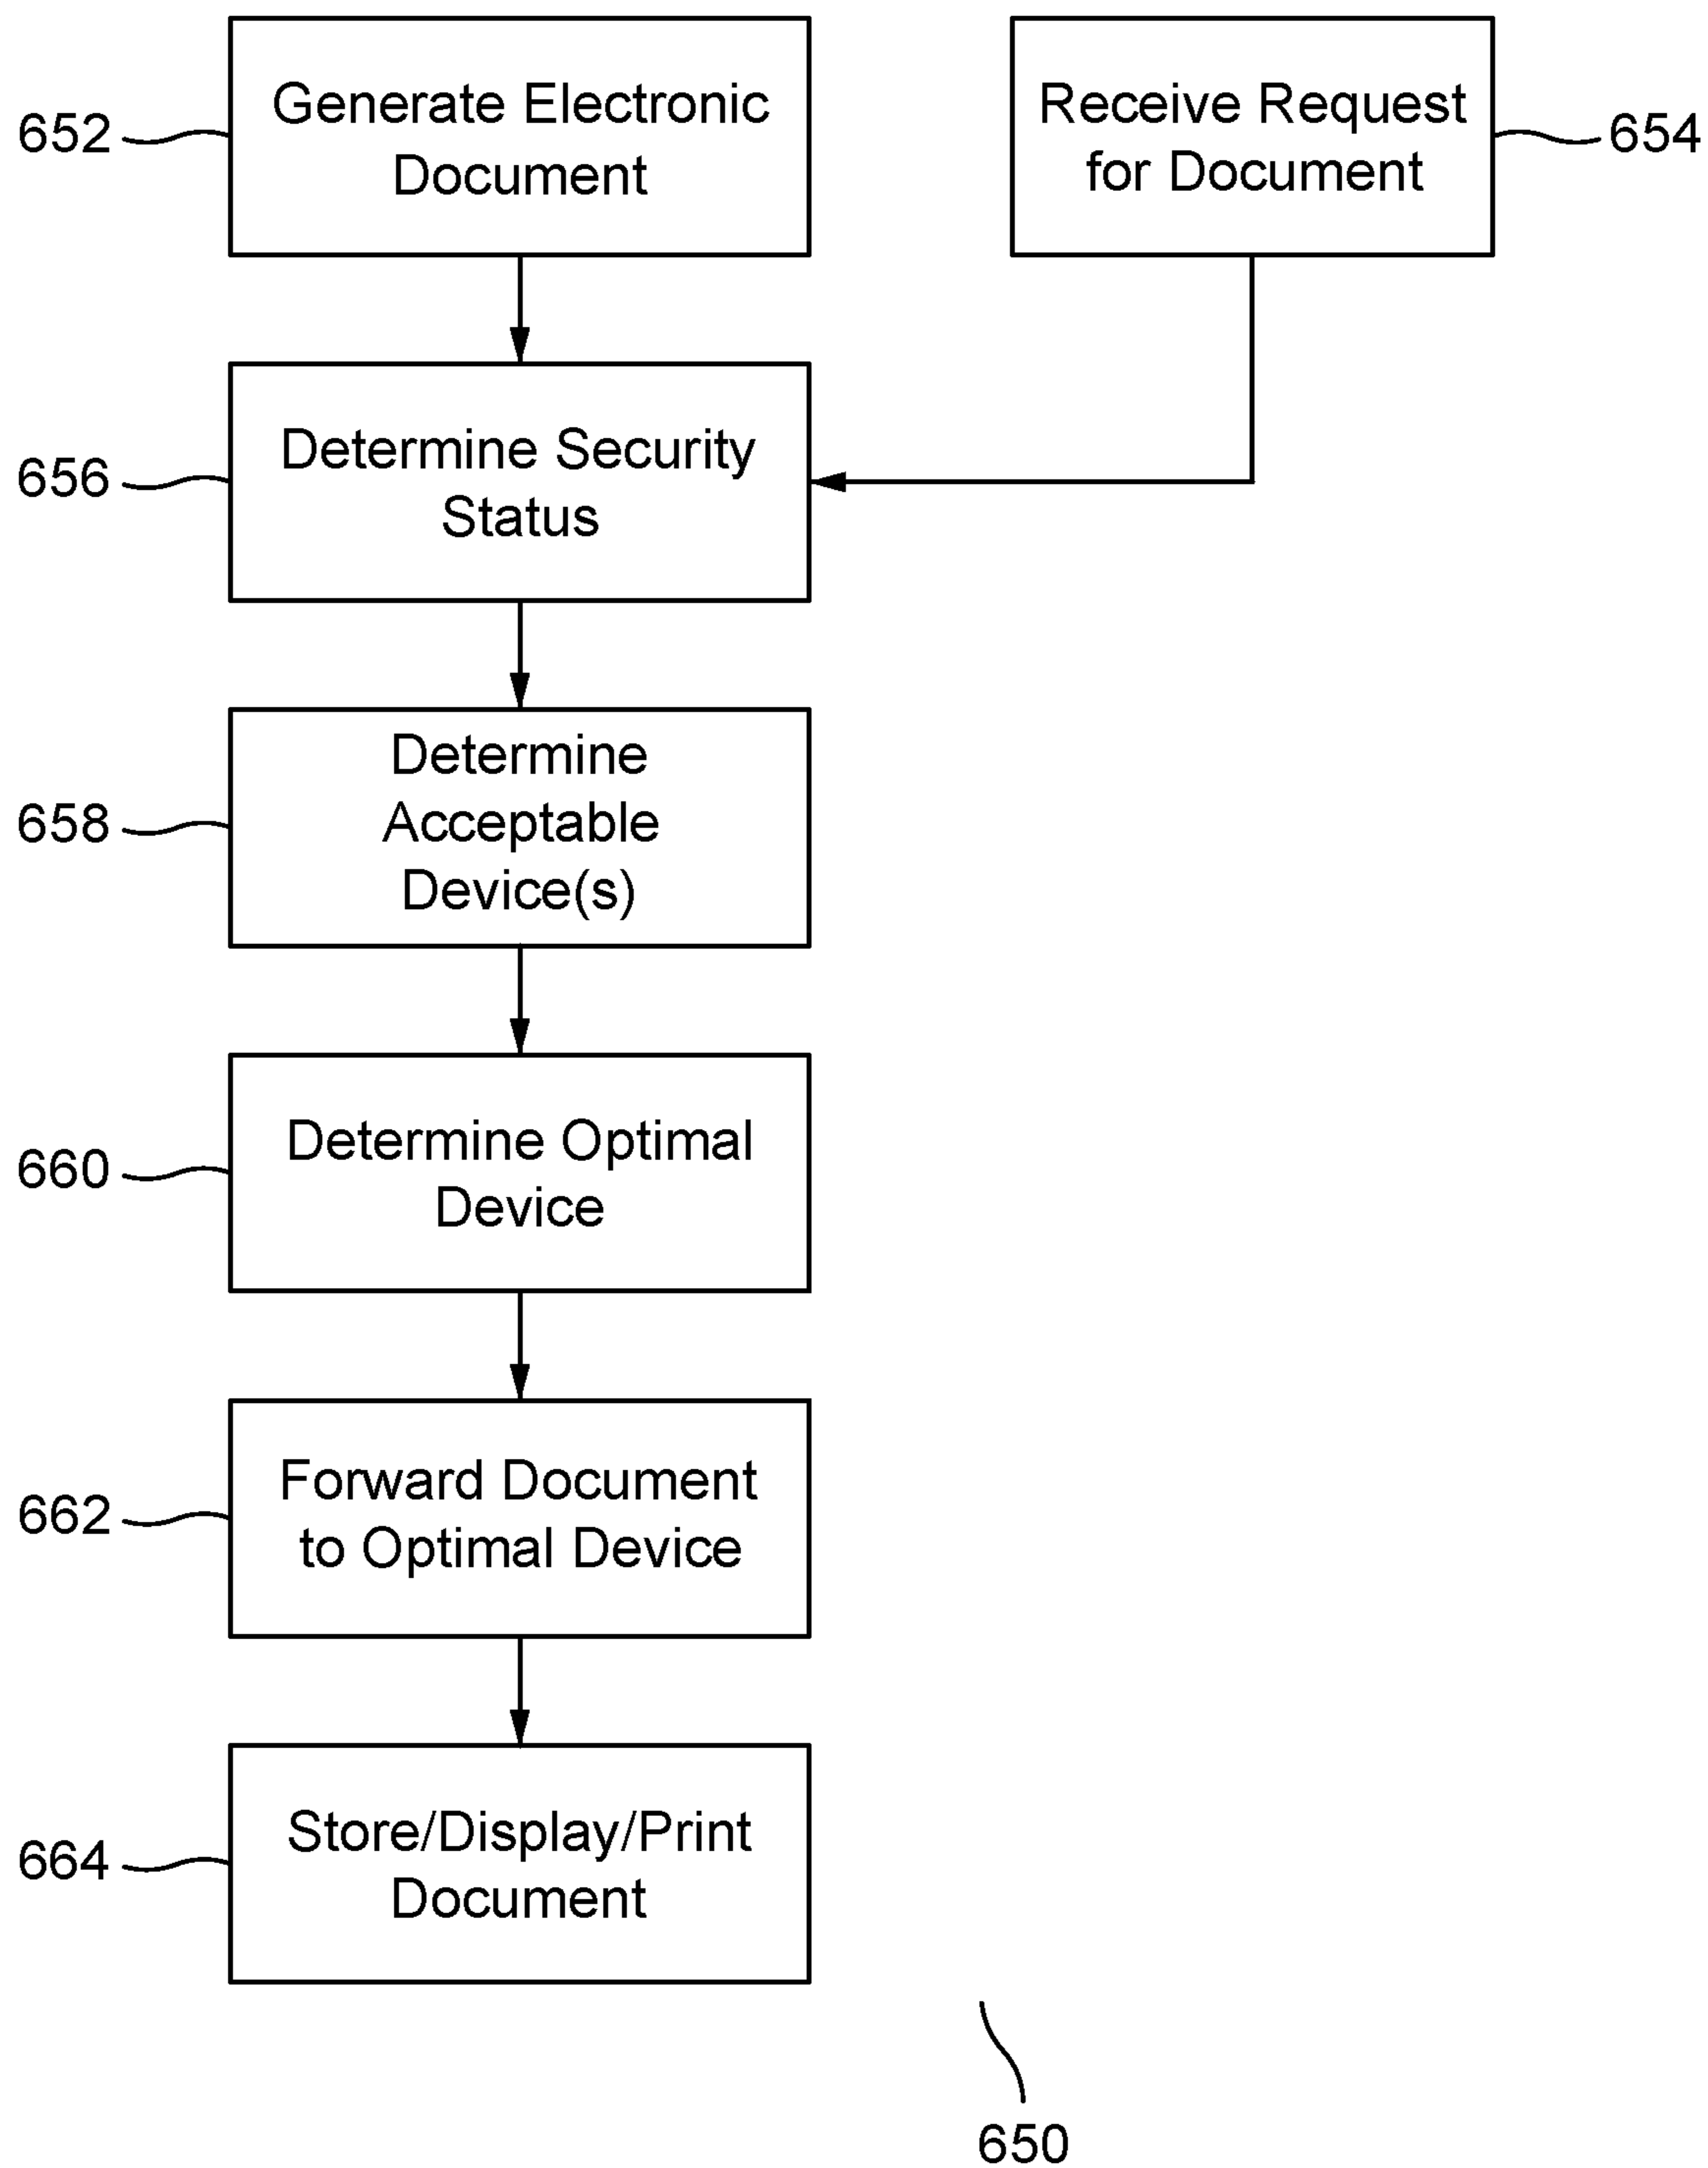 652
Generate Electronic
Document
Receive Request
for Document
654
656
Determine Security
Status
658
Determine
Acceptable
Device(s)
660
Determine Optimal
Device
662
Forward Document
to Optimal Device
664
Store/Display/Print
Document
650